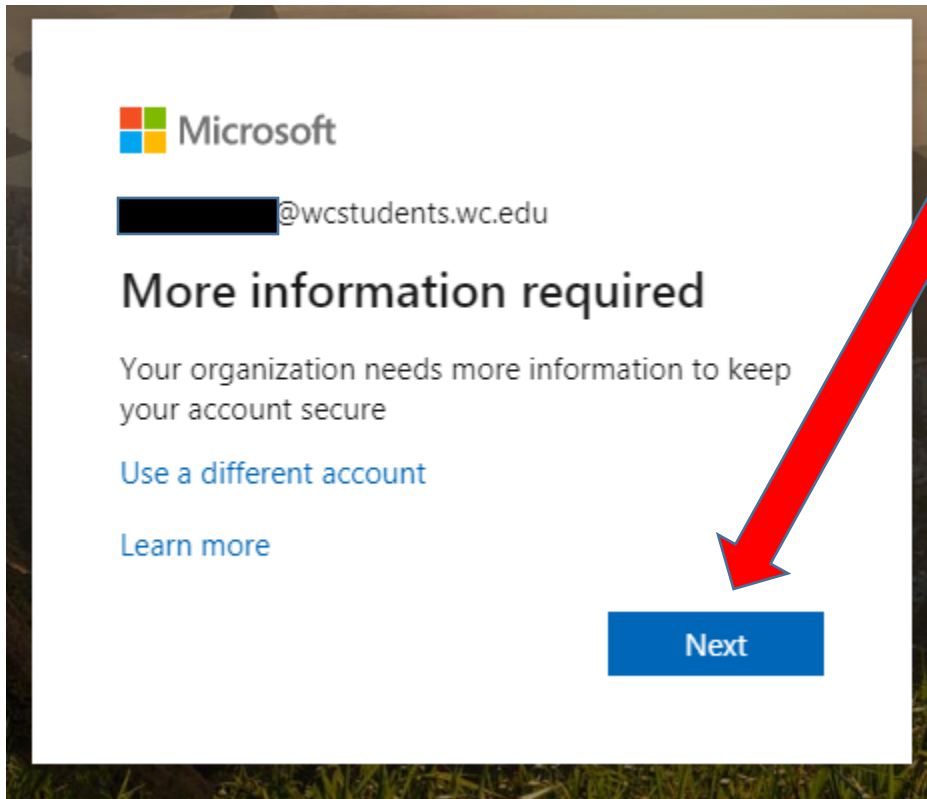 Microsoft
@wcstudents.wc.edu
More information required
Your organization needs more information to keep
your account secure
Use a different account
Learn more
Next